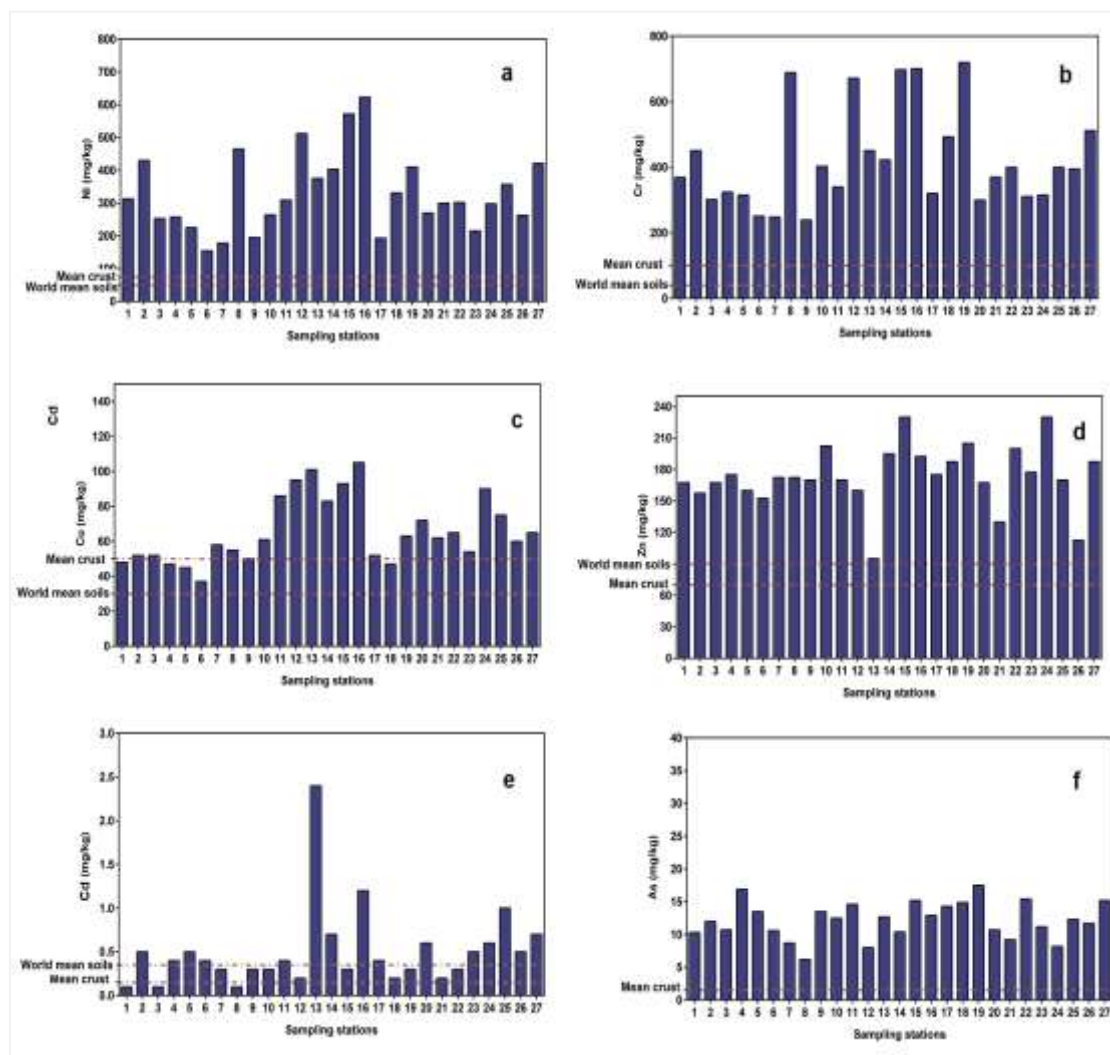 a
800
700
600
500
400
300
200
100
0
Ni (mg/kg)
Mean crust
World mean soils
1 2 3 4 5 6 7 8 9 10 11 12 13 14 15 16 17 18 19 20 21 22 23 24 25 26 27
Sampling stations
b
800
600
400
200
0
Cr (mg/kg)
Mean crust
World mean soils
1 2 3 4 5 6 7 8 9 10 11 12 13 14 15 16 17 18 19 20 21 22 23 24 25 26 27
Sampling stations
c
Cd
140
120
100
80
60
40
20
0
Cu (mg/kg)
Mean crust
World mean soils
1 2 3 4 5 6 7 8 9 10 11 12 13 14 15 16 17 18 19 20 21 22 23 24 25 26 27
Sampling stations
d
240
210
180
150
120
90
60
30
0
Zn (mg/kg)
World mean soils
Mean crust
1 2 3 4 5 6 7 8 9 10 11 12 13 14 15 16 17 18 19 20 21 22 23 24 25 26 27
Sampling stations
e
3.0
2.5
2.0
1.5
1.0
0.5
0.0
Cd (mg/kg)
World mean soils
Mean crust
1 2 3 4 5 6 7 8 9 10 11 12 13 14 15 16 17 18 19 20 21 22 23 24 25 26 27
Sampling stations
f
40
35
30
25
20
15
10
5
0
As (mg/kg)
Mean crust
1 2 3 4 5 6 7 8 9 10 11 12 13 14 15 16 17 18 19 20 21 22 23 24 25 26 27
Sampling stations